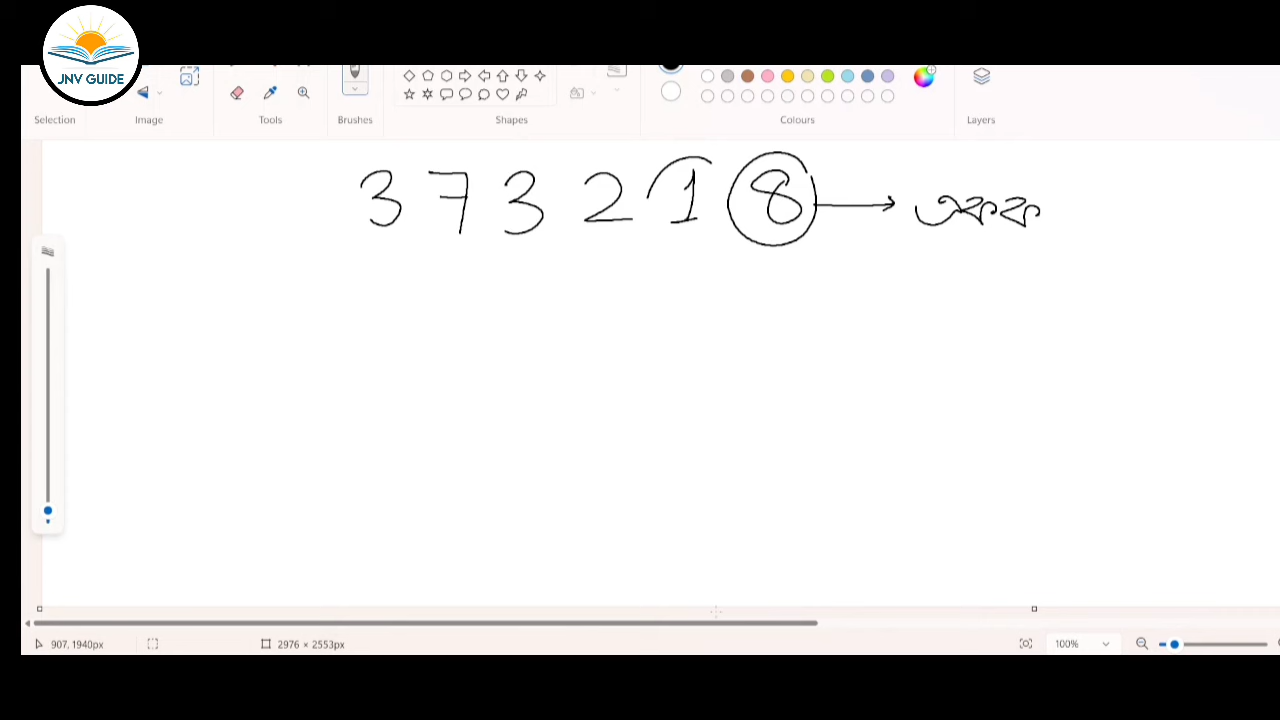 JNV GUIDE
Selection Image Tools Brushes Shapes Colours Layers
3 7 3 2 1 8 → একক
907, 1940px 2976 × 2553px 100%